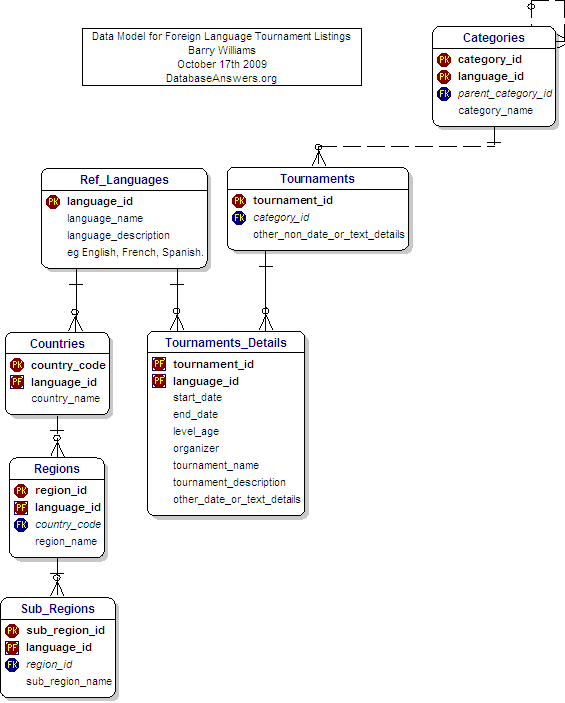 Data Model for Foreign Language Tournament Listings
Barry Williams
October 17th 2009
DatabaseAnswers.org
Categories
PK category_id
PK language_id
FK parent_category_id
category_name
Ref_Languages
PK language_id
language_name
language_description
eg English, French, Spanish.
Tournaments
PK tournament_id
FK category_id
other_non_date_or_text_details
Countries
PK country_code
PF language_id
country_name
Tournaments_Details
PF tournament_id
PF language_id
start_date
end_date
level_age
organizer
tournament_name
tournament_description
other_date_or_text_details
Regions
PK region_id
PF language_id
FK country_code
region_name
Sub_Regions
PK sub_region_id
PF language_id
FK region_id
sub_region_name